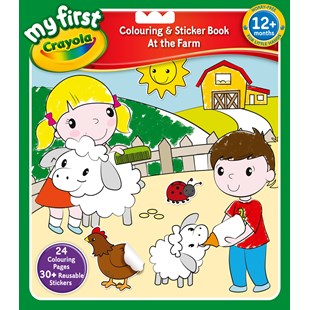 my first
Crayola
Colouring & Sticker Book
At the Farm
12+
months
24
Colouring
Pages
30+ Reusable
Stickers